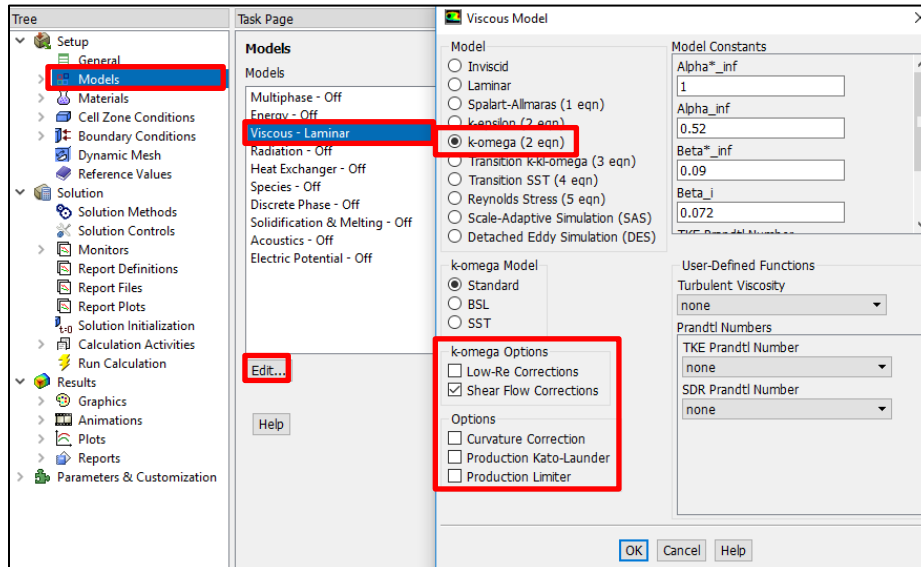 Tree
Setup
General
Models
Materials
Cell Zone Conditions
Boundary Conditions
Dynamic Mesh
Reference Values
Solution
Solution Methods
Solution Controls
Monitors
Report Definitions
Report Files
Report Plots
t=0 Solution Initialization
Calculation Activities
Run Calculation
Results
Graphics
Animations
Plots
Reports
Parameters & Customization
Task Page
Models
Models
Multiphase - Off
Energy - Off
Viscous - Laminar
Radiation - Off
Heat Exchanger - Off
Species - Off
Discrete Phase - Off
Solidification & Melting - Off
Acoustics - Off
Electric Potential - Off
Edit...
Help
Viscous Model
Model
Inviscid
Laminar
Spalart-Allmaras (1 eqn)
k-epsilon (2 eqn)
k-omega (2 eqn)
Transition k-kl-omega (3 eqn)
Transition SST (4 eqn)
Reynolds Stress (5 eqn)
Scale-Adaptive Simulation (SAS)
Detached Eddy Simulation (DES)
k-omega Model
Standard
BSL
SST
k-omega Options
Low-Re Corrections
Shear Flow Corrections
Options
Curvature Correction
Production Kato-Launder
Production Limiter
Model Constants
Alpha*_inf
1
Alpha_inf
0.52
Beta*_inf
0.09
Beta_i
0.072
TKE Prandtl Number
User-Defined Functions
Turbulent Viscosity
none
Prandtl Numbers
TKE Prandtl Number
none
SDR Prandtl Number
none
OK Cancel Help